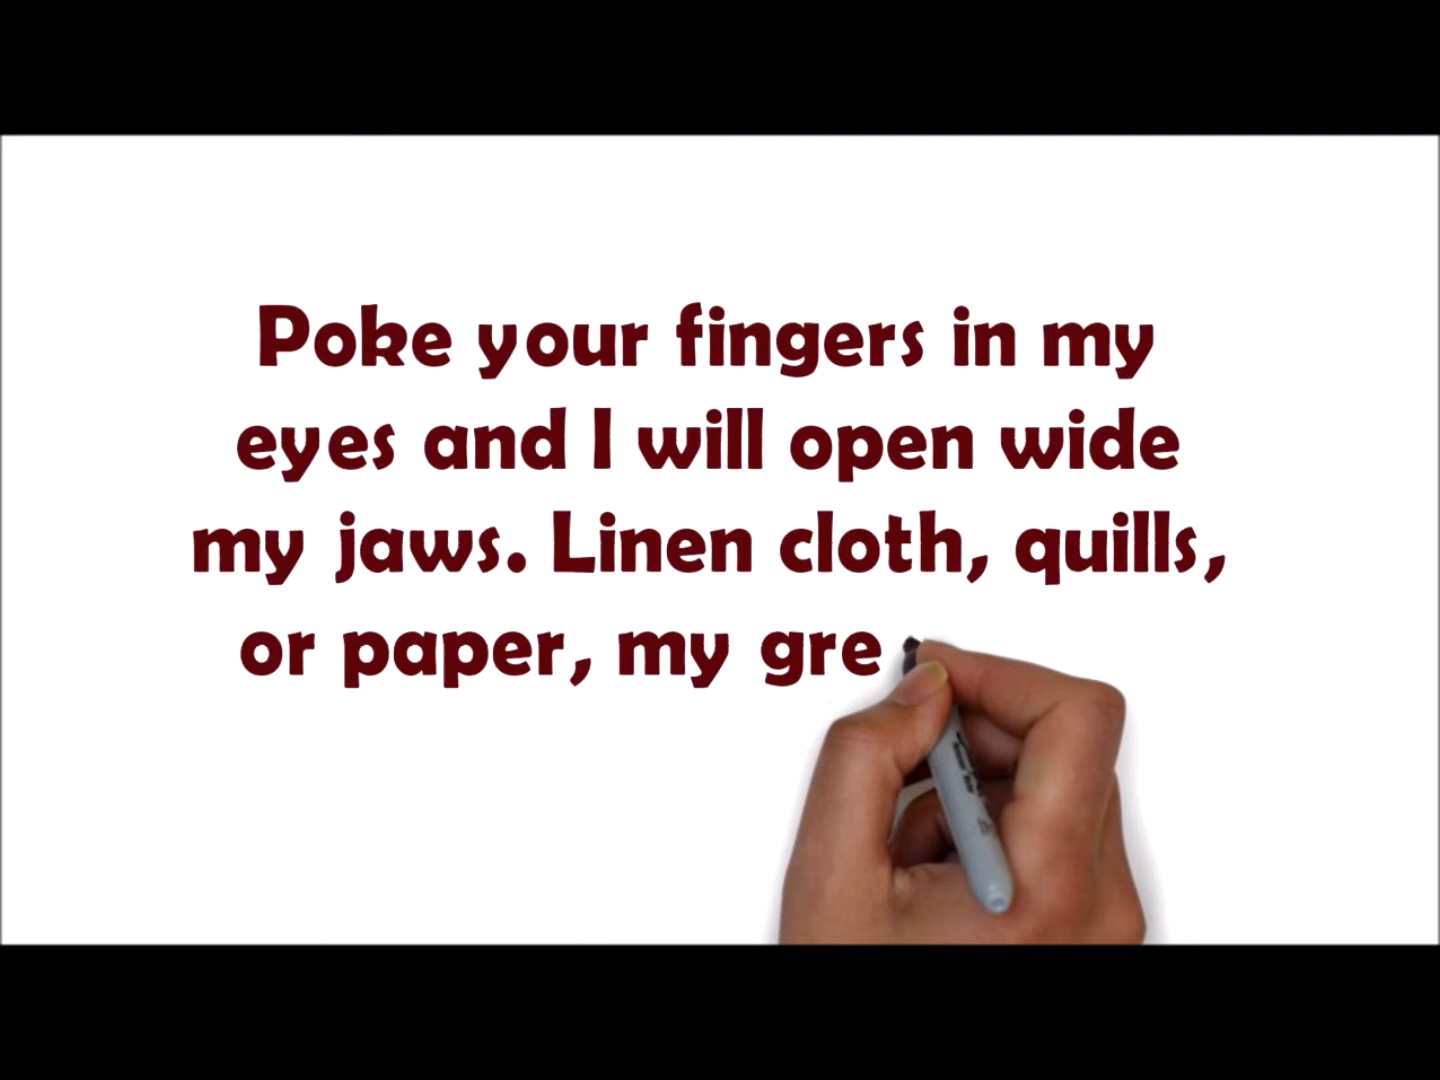 Poke your fingers in my
eyes and I will open wide
my jaws. Linen cloth, quills,
or paper, my gre